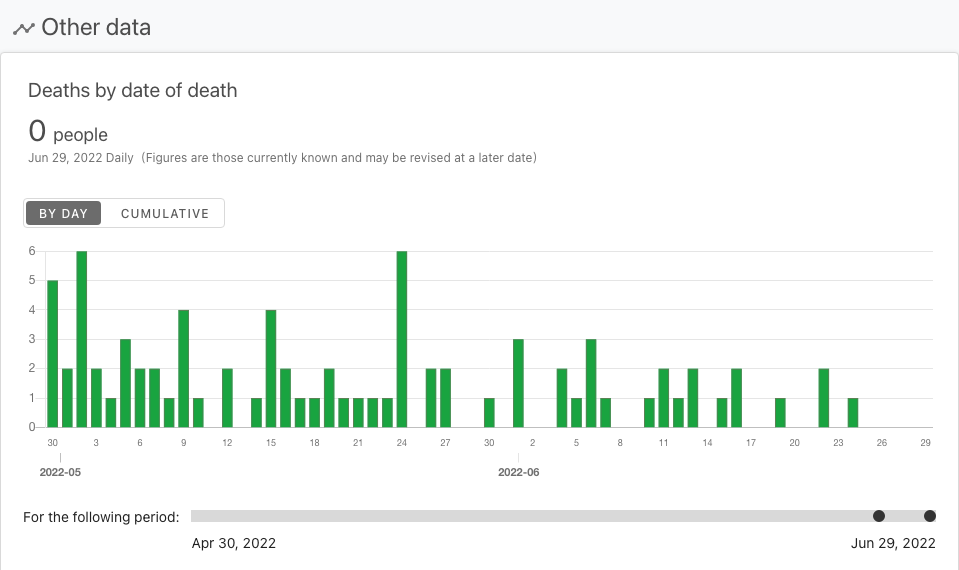 Other data
Deaths by date of death
0 people
Jun 29, 2022 Daily (Figures are those currently known and may be revised at a later date)
BY DAY CUMULATIVE
6
5
4
3
2
1
0
30 3 6 9 12 15 18 21 24 27 30 2 5 8 11 14 17 20 23 26 29
2022-05 2022-06
For the following period:
Apr 30, 2022 Jun 29, 2022